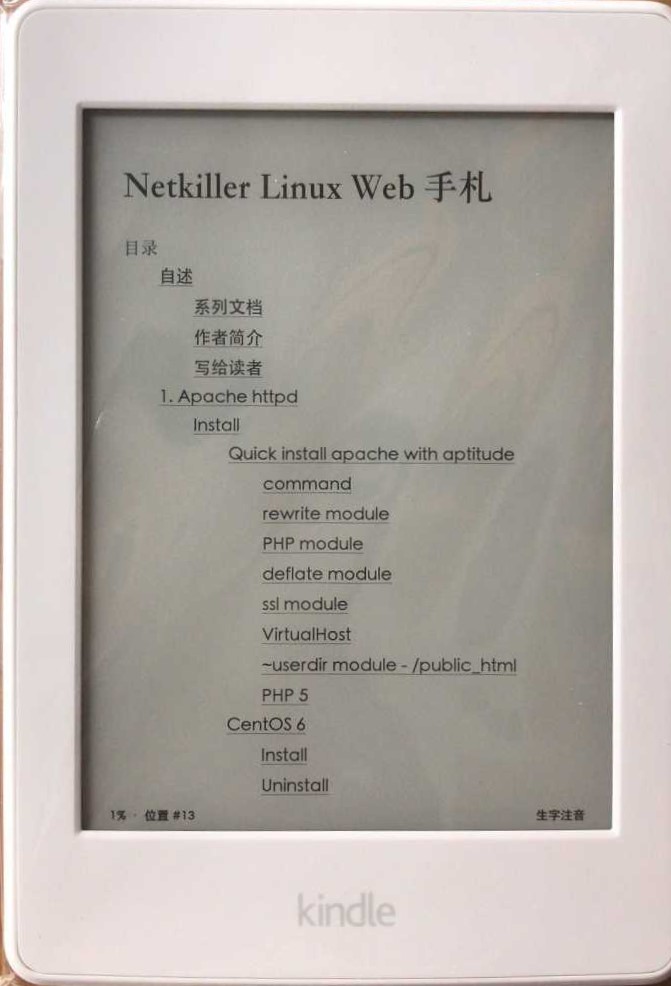 Netkiller Linux Web 手札
目录
自述
系列文档
作者简介
写给读者
1. Apache httpd
Install
Quick install apache with aptitude
command
rewrite module
PHP module
deflate module
ssl module
VirtualHost
~userdir module - /public_html
PHP 5
CentOS 6
Install
Uninstall
1% · 位置 #13 生字注音
kindle